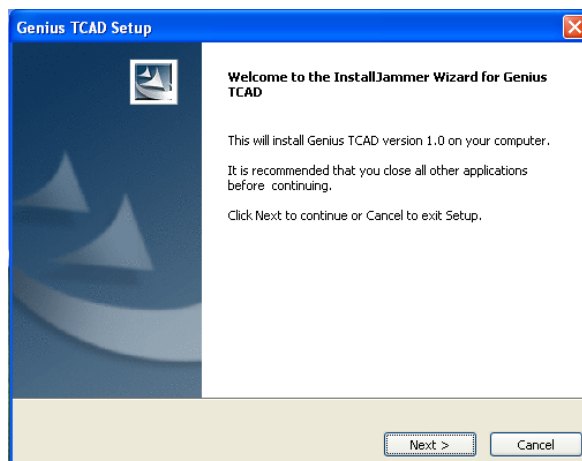 Genius TCAD Setup
Welcome to the InstallJammer Wizard for Genius
TCAD
This will install Genius TCAD version 1.0 on your computer.
It is recommended that you close all other applications
before continuing.
Click Next to continue or Cancel to exit Setup.
Next >
Cancel